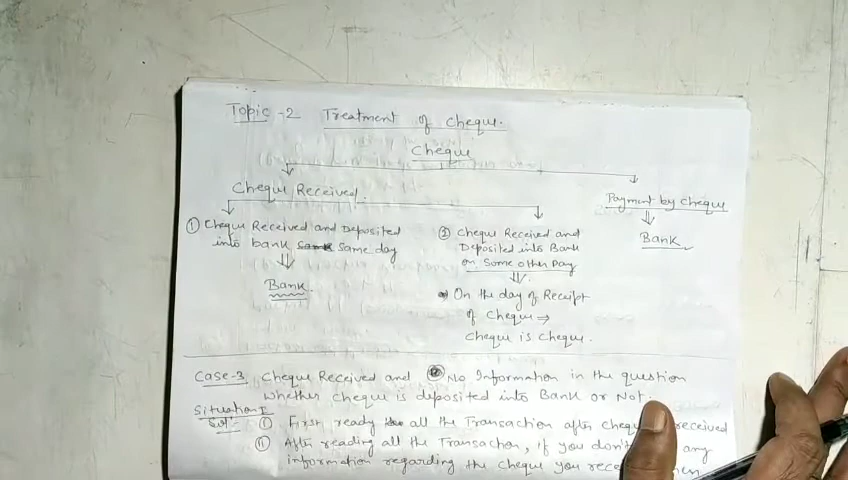 Topic-2 Treatment of Cheque.
Cheque
Cheque Received.
Payment by cheque
Bank
① Cheque Received and Deposited
into bank same day
Bank.
② Cheque Received and
Deposited into Bank
on Some other Day
On the day of Receipt
of Cheque ⇒
Cheque is Cheque.
Case-3 Cheque Received and No Information in the question
whether cheque is deposited into Bank or Not.
Situation I
① First ready all the Transaction after received
② After reading all the Transaction, if you don't any
information regarding the cheque you